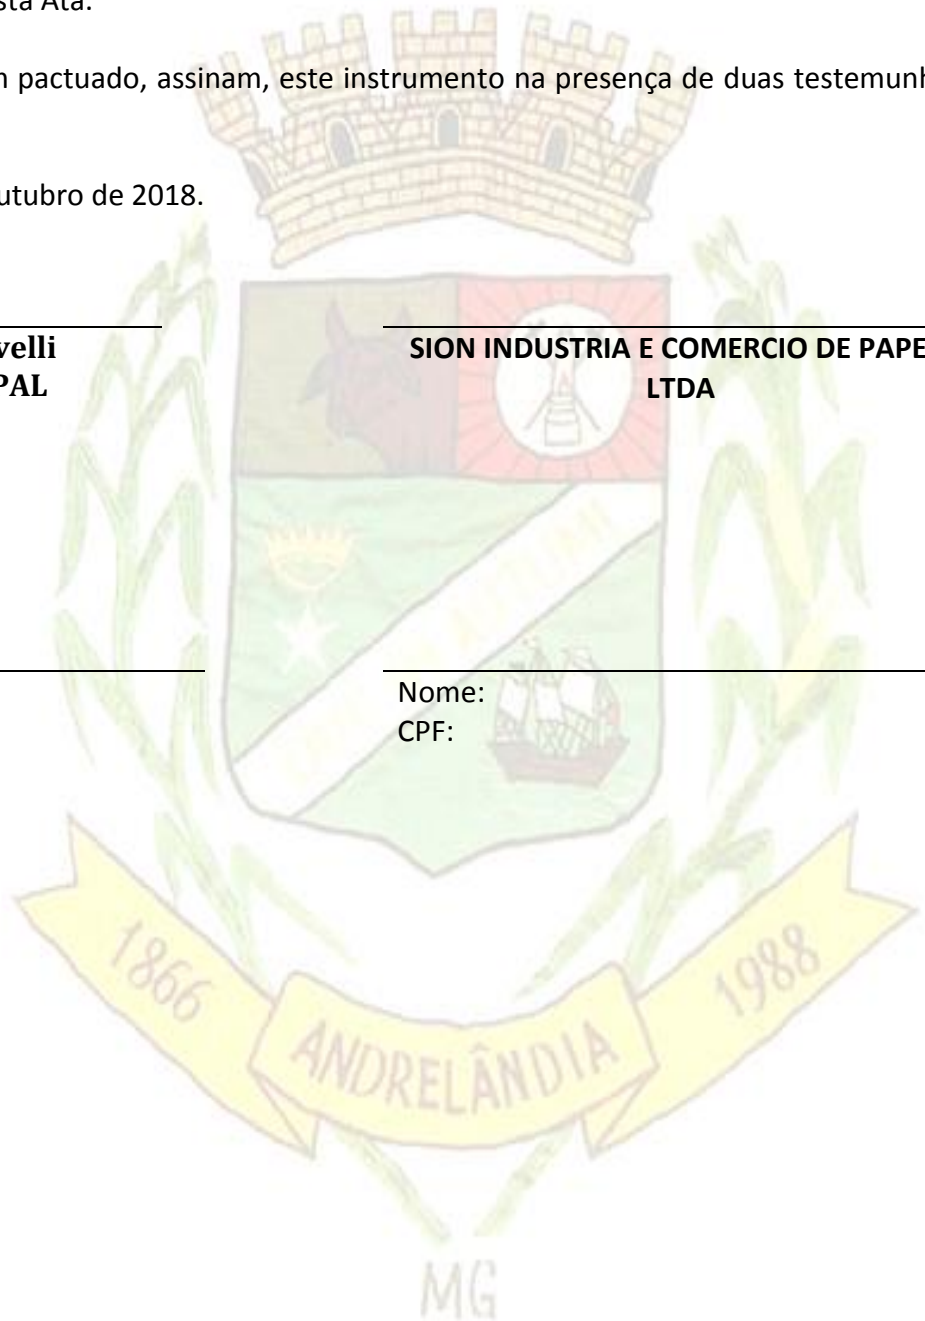 sta Ata.
m pactuado, assinam, este instrumento na presença de duas testemunh
utubro de 2018.
velli
PAL
SION INDUSTRIA E COMERCIO DE PAPE
LTDA
Nome:
CPF:
1866
ANDRELÂNDIA
1988
MG